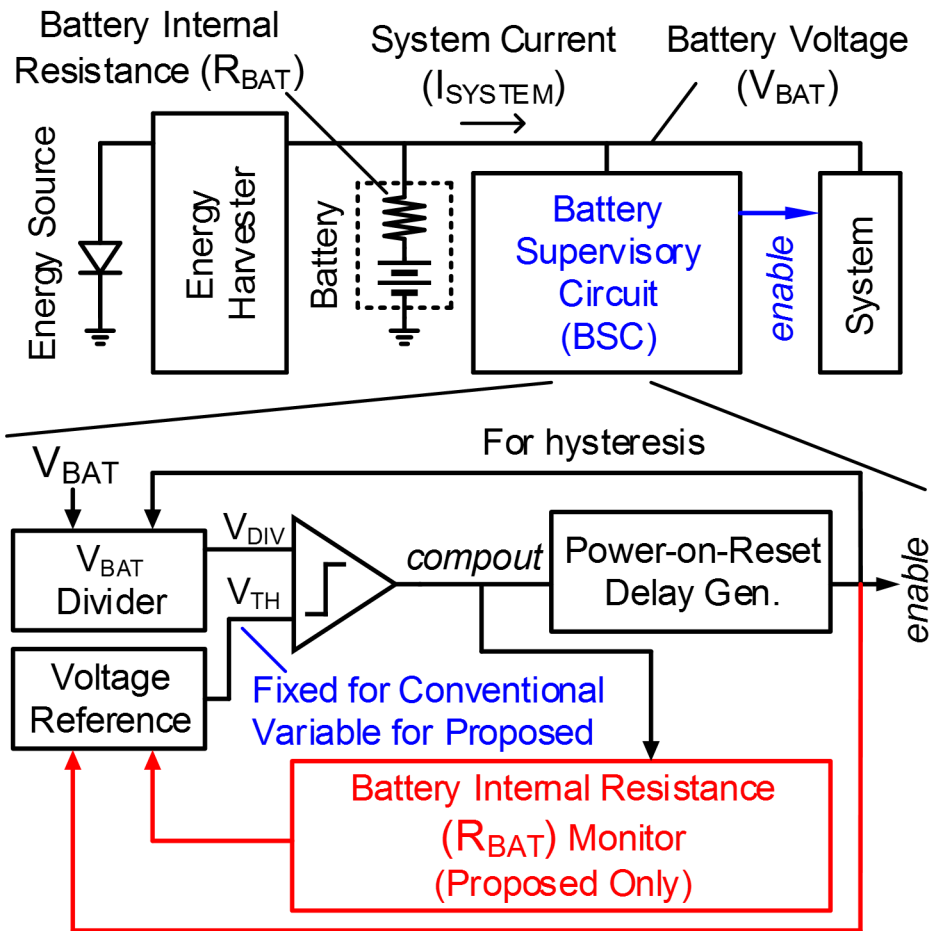 Battery Internal
Resistance (RBAT)
System Current
(ISYSTEM)
Battery Voltage
(VBAT)
Energy Source
Energy
Harvester
Battery
Battery
Supervisory
Circuit
(BSC)
enable
System
For hysteresis
VBAT
VBAT
Divider
VDIV
VTH
compout
Power-on-Reset
Delay Gen.
enable
Voltage
Reference
Fixed for Conventional
Variable for Proposed
Battery Internal Resistance
(RBAT) Monitor
(Proposed Only)